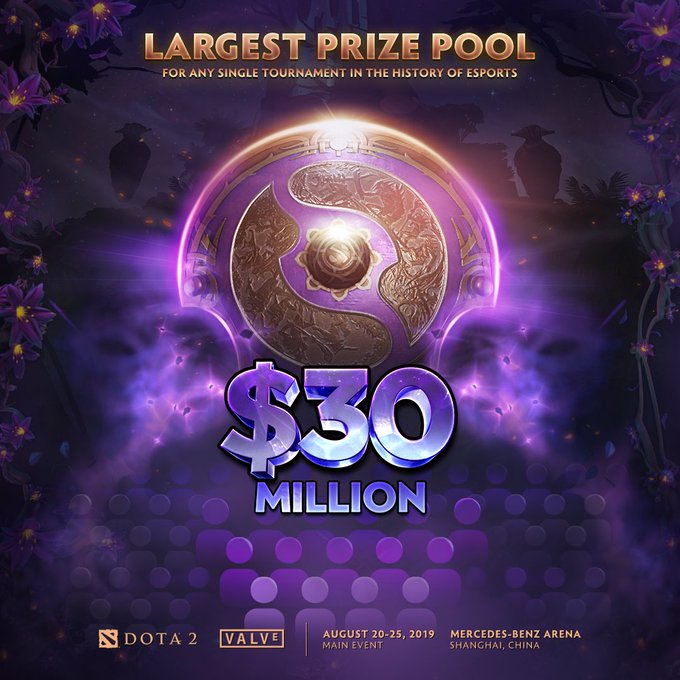 LARGEST PRIZE POOL
FOR ANY SINGLE TOURNAMENT IN THE HISTORY OF ESPORTS
$30
MILLION
DOTA 2
VALVE
AUGUST 20-25, 2019
MAIN EVENT
MERCEDES-BENZ ARENA
SHANGHAI, CHINA